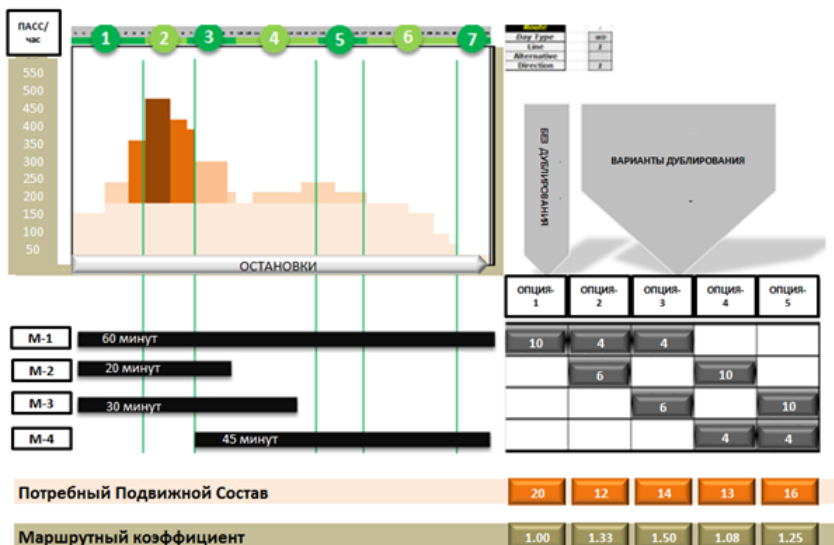 ПАСС/
час
1 2 3 4 5 6 7
Route
Day Type WD
Line 1
Alternative
Direction 1
550
500
450
400
350
300
250
200
150
100
50
ОСТАНОВКИ
БЕЗ ДУБЛИРОВАНИЯ
ВАРИАНТЫ ДУБЛИРОВАНИЯ
-
ОПЦИЯ-
1
ОПЦИЯ-
2
ОПЦИЯ-
3
ОПЦИЯ-
4
ОПЦИЯ-
5
М-1 60 минут 10 4 4
М-2 20 минут 6 10
М-3 30 минут 6 10
М-4 45 минут 4 4
Потребный Подвижной Состав 20 12 14 13 16
Маршрутный коэффициент 1.00 1.33 1.50 1.08 1.25